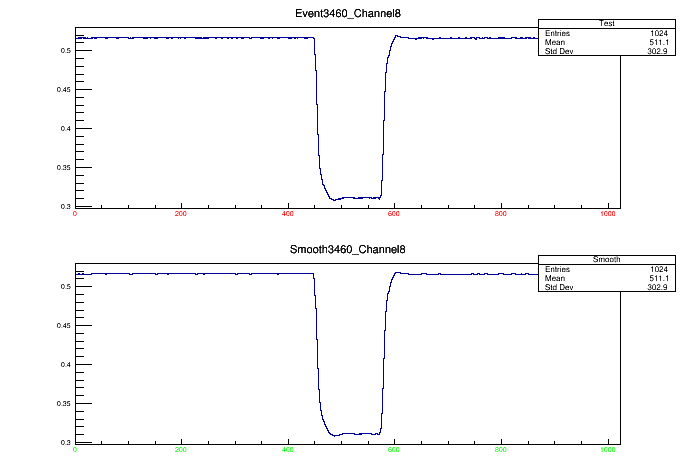 Event3460_Channel8
Test
Entries 1024
Mean 511.1
Std Dev 302.9
0.5
0.45
0.4
0.35
0.3
0 200 400 600 800 1000
Smooth3460_Channel8
Smooth
Entries 1024
Mean 511.1
Std Dev 302.9
0.5
0.45
0.4
0.35
0.3
0 200 400 600 800 1000